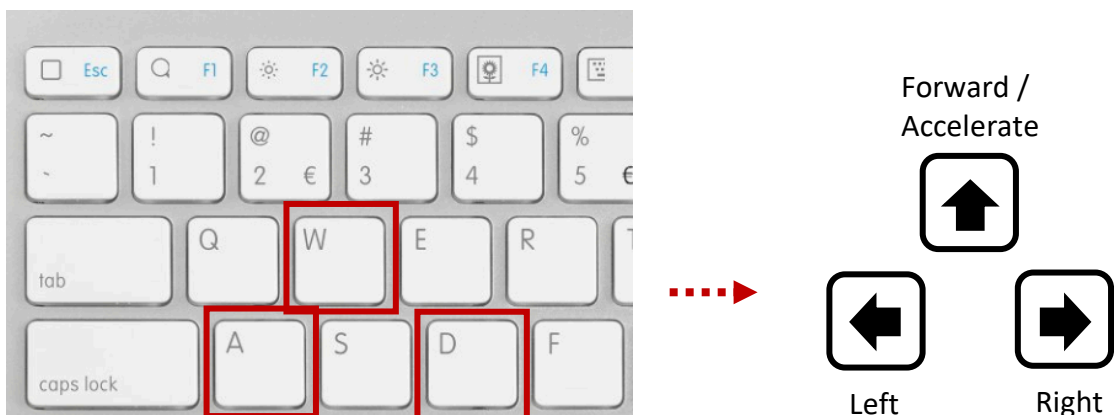 Esc F1 F2 F3 F4
~ ! @ # $ %
` 1 2 € 3 4 5 €
tab Q W E R
caps lock A S D F
Forward /
Accelerate
Left Right